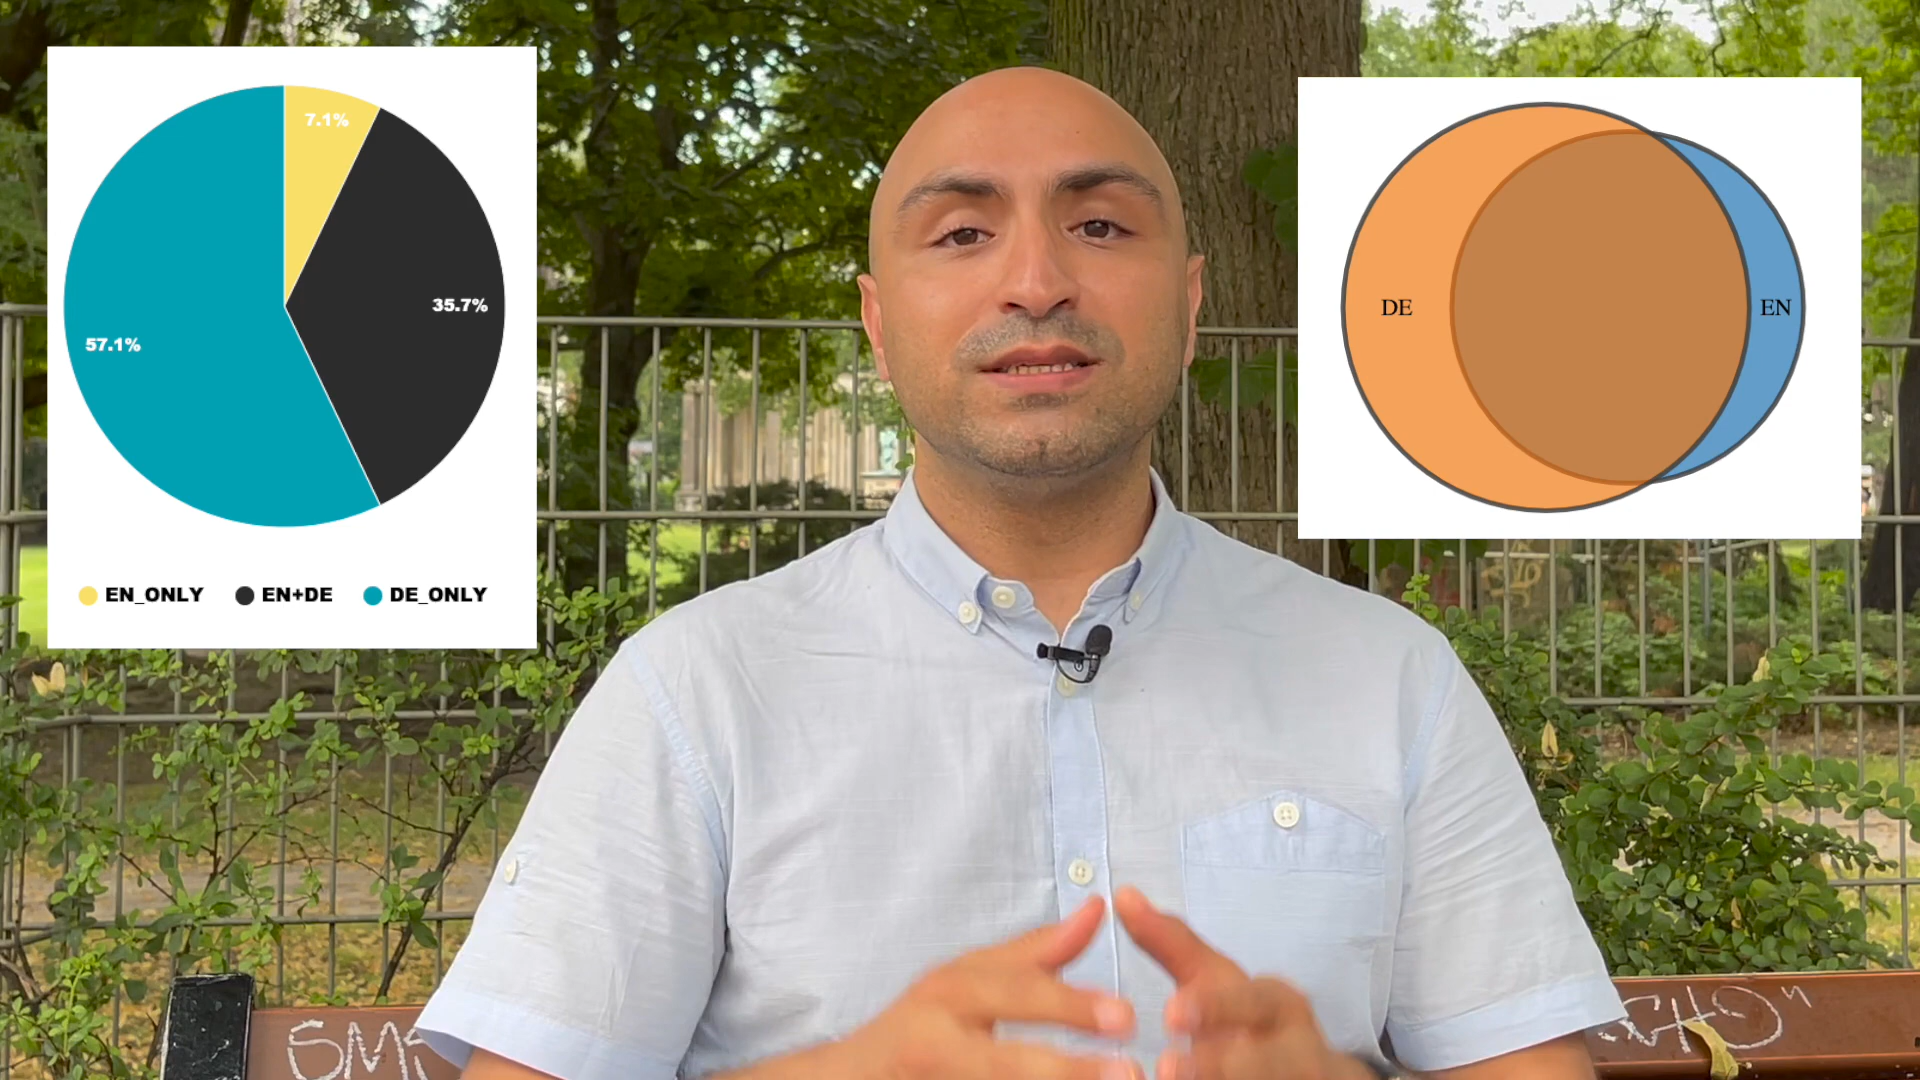 7.1%
35.7%
57.1%
EN_ONLY EN+DE DE_ONLY
DE
EN